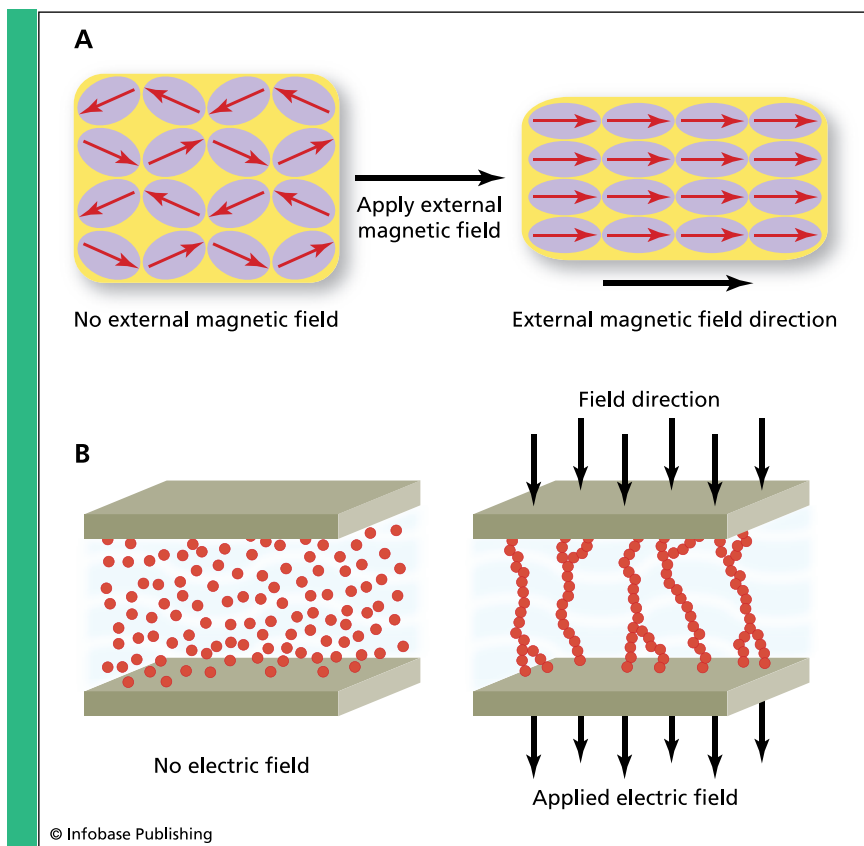 A
Apply external
magnetic field
No external magnetic field
External magnetic field direction
Field direction
B
No electric field
Applied electric field
© Infobase Publishing